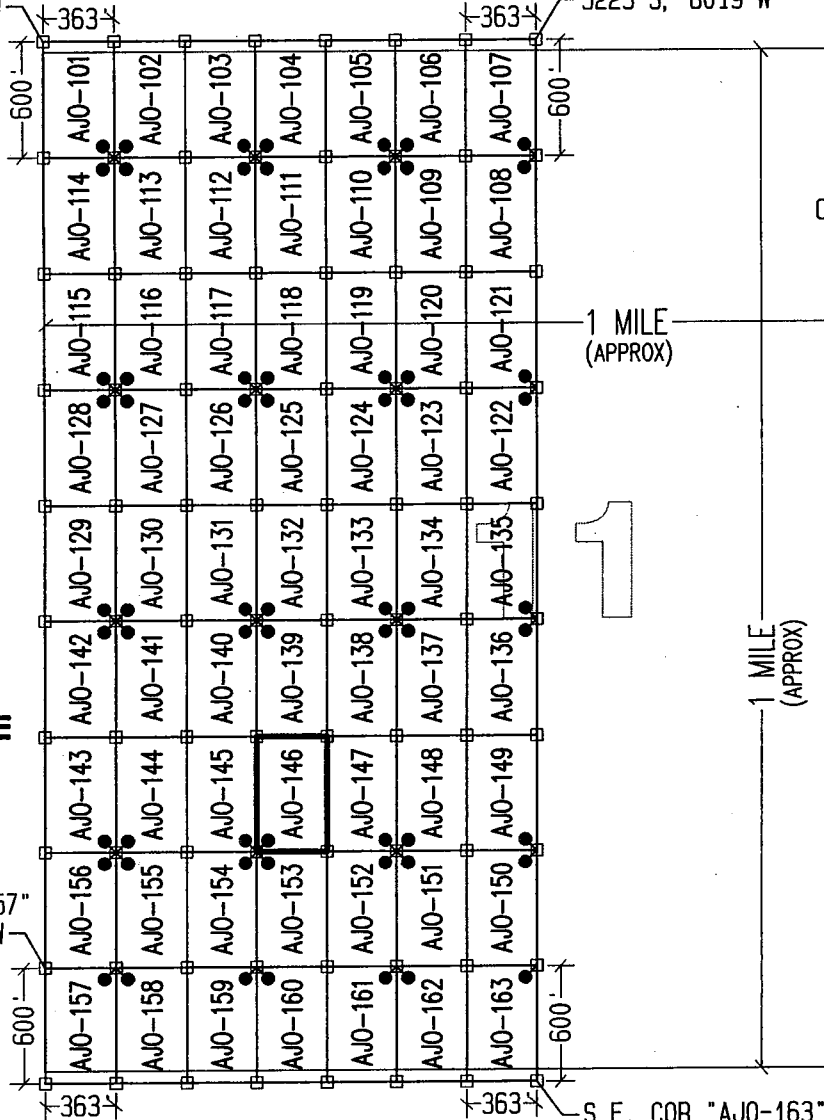 363'
363'
5223'S, 6019'W
600'
600'
AJO-101 AJO-102 AJO-103 AJO-104 AJO-105 AJO-106 AJO-107
AJO-114 AJO-113 AJO-112 AJO-111 AJO-110 AJO-109 AJO-108
AJO-115 AJO-116 AJO-117 AJO-118 AJO-119 AJO-120 AJO-121
1 MILE
(APPROX)
AJO-128 AJO-127 AJO-126 AJO-125 AJO-124 AJO-123 AJO-122
AJO-129 AJO-130 AJO-131 AJO-132 AJO-133 AJO-134 AJO-135
1
1
AJO-142 AJO-141 AJO-140 AJO-139 AJO-138 AJO-137 AJO-136
1 MILE
(APPROX)
AJO-143 AJO-144 AJO-145 AJO-146 AJO-147 AJO-148 AJO-149
AJO-156 AJO-155 AJO-154 AJO-153 AJO-152 AJO-151 AJO-150
57"
AJO-157 AJO-158 AJO-159 AJO-160 AJO-161 AJO-162 AJO-163
600'
600'
363'
363'
S.E. COR "AJO-163"